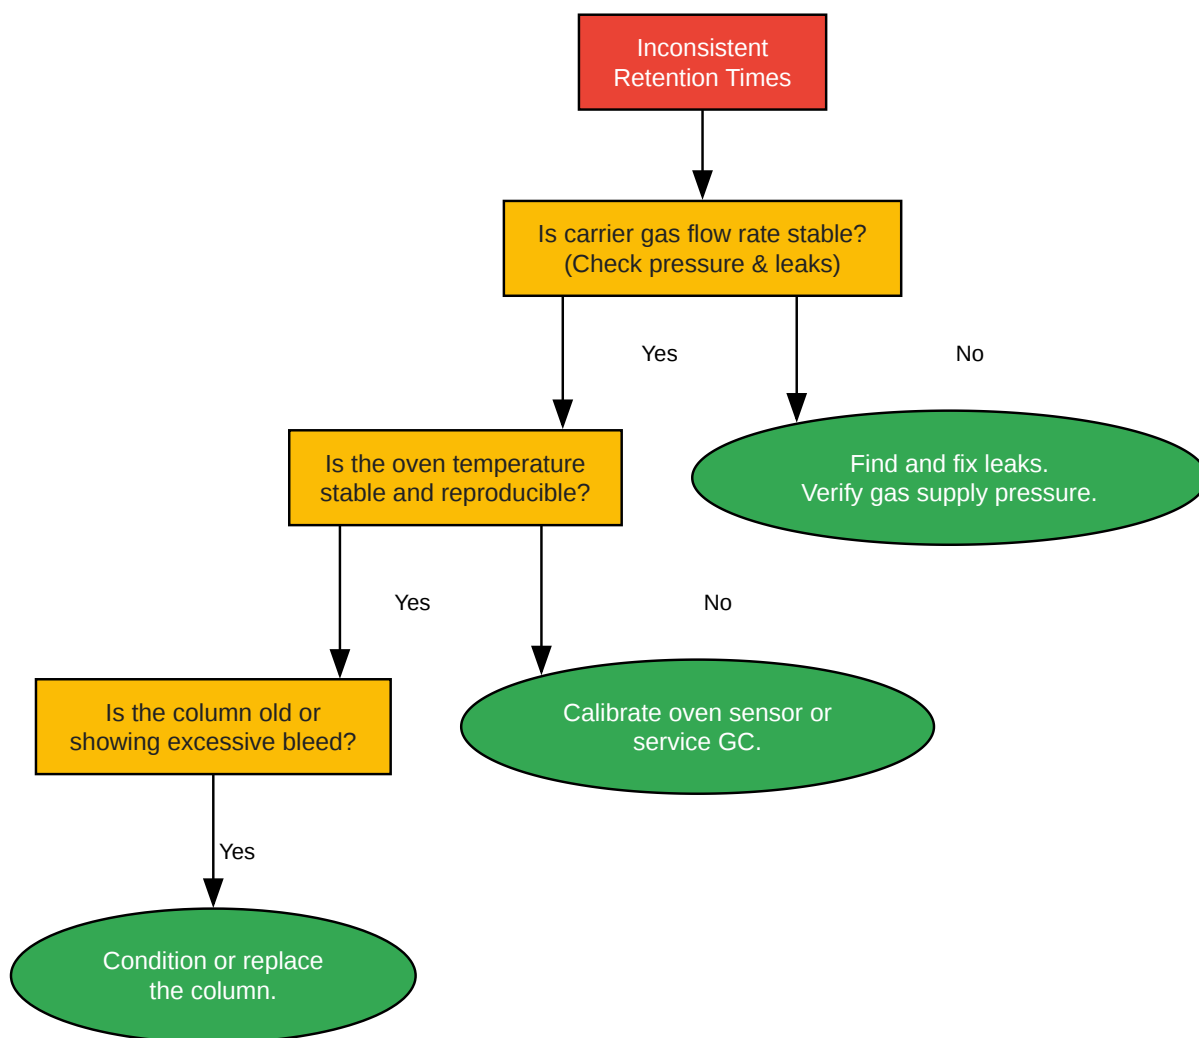 Inconsistent
Retention Times
Is carrier gas flow rate stable?
(Check pressure & leaks)
Yes
No
Is the oven temperature
stable and reproducible?
Find and fix leaks.
Verify gas supply pressure.
Yes
No
Is the column old or
showing excessive bleed?
Calibrate oven sensor or
service GC.
Yes
Condition or replace
the column.